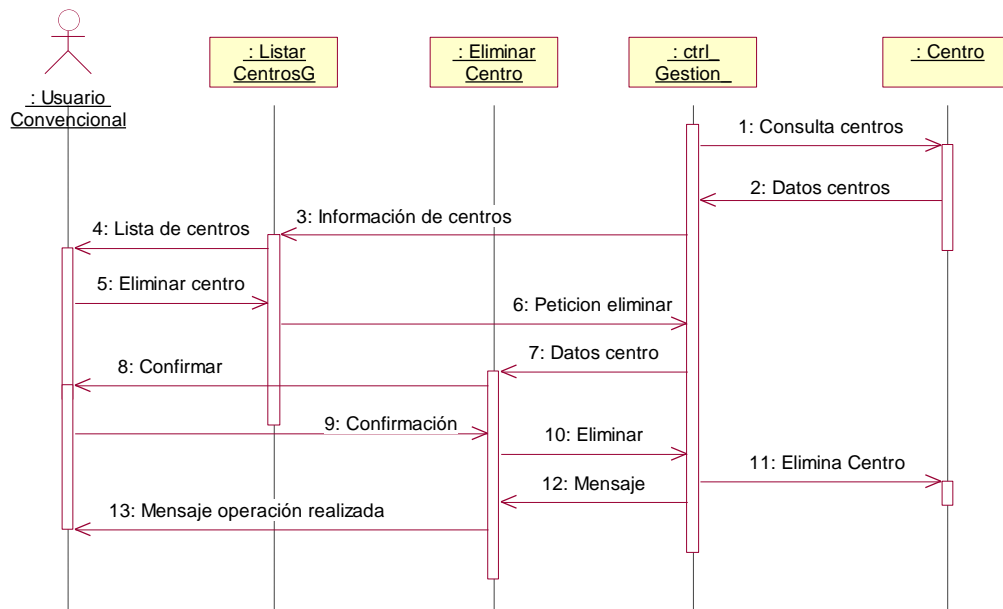 : Usuario
Convencional
: Listar
CentrosG
: Eliminar
Centro
: ctrl_
Gestion_
: Centro
1: Consulta centros
2: Datos centros
3: Información de centros
4: Lista de centros
5: Eliminar centro
6: Peticion eliminar
7: Datos centro
8: Confirmar
9: Confirmación
10: Eliminar
11: Elimina Centro
12: Mensaje
13: Mensaje operación realizada